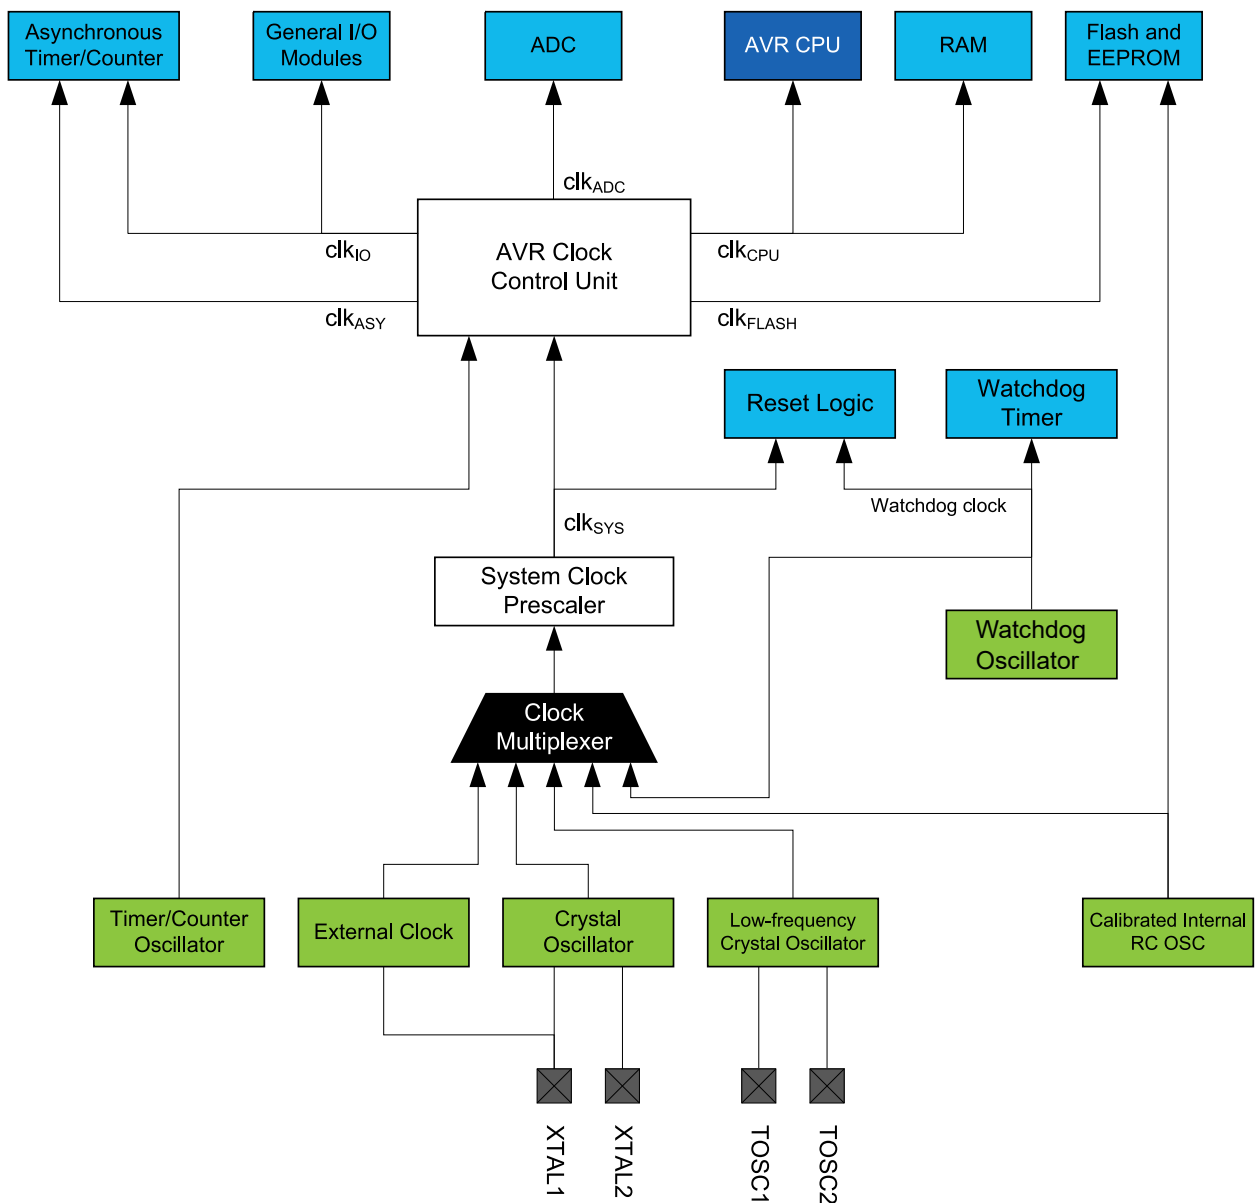 Asynchronous
Timer/Counter
General I/O
Modules
ADC
AVR CPU
RAM
Flash and
EEPROM
clkADC
clkIO
clkASY
AVR Clock
Control Unit
clkCPU
clkFLASH
Reset Logic
Watchdog
Timer
Watchdog clock
clkSYS
System Clock
Prescaler
Watchdog
Oscillator
Clock
Multiplexer
Timer/Counter
Oscillator
External Clock
Crystal
Oscillator
Low-frequency
Crystal Oscillator
Calibrated Internal
RC OSC
XTAL1
XTAL2
TOSC1
TOSC2